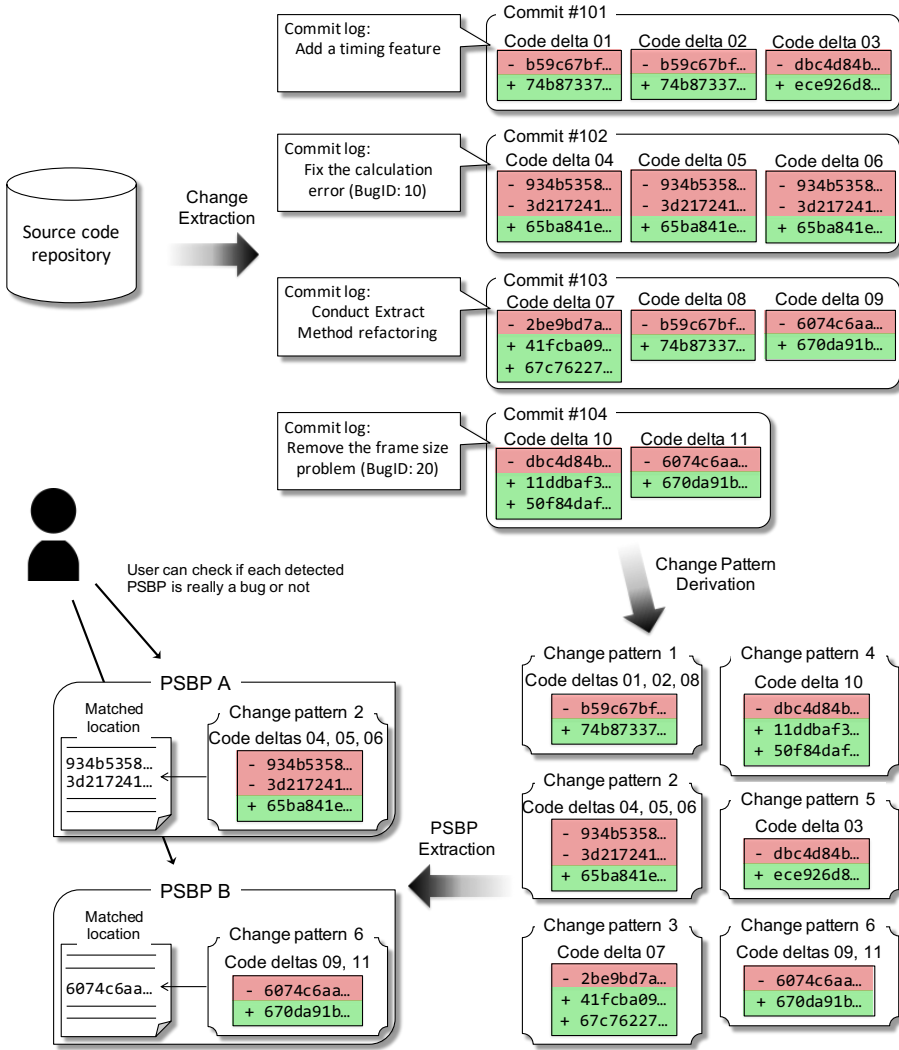 Commit #101
Commit log:
Add a timing feature
Code delta 01
- b59c67bf…
+ 74b87337…
Code delta 02
- b59c67bf…
+ 74b87337…
Code delta 03
- dbc4d84b…
+ ece926d8…
Commit #102
Commit log:
Fix the calculation
error (BugID: 10)
Code delta 04
- 934b5358…
- 3d217241…
+ 65ba841e…
Code delta 05
- 934b5358…
- 3d217241…
+ 65ba841e…
Code delta 06
- 934b5358…
- 3d217241…
+ 65ba841e…
Source code
repository
Change
Extraction
Commit #103
Commit log:
Conduct Extract
Method refactoring
Code delta 07
- 2be9bd7a…
+ 41fcba09…
+ 67c76227…
Code delta 08
- b59c67bf…
+ 74b87337…
Code delta 09
- 6074c6aa…
+ 670da91b…
Commit #104
Commit log:
Remove the frame size
problem (BugID: 20)
Code delta 10
- dbc4d84b…
+ 11ddbaf3…
+ 50f84daf…
Code delta 11
- 6074c6aa…
+ 670da91b…
User can check if each detected
PSBP is really a bug or not
Change Pattern
Derivation
Change pattern 1
Code deltas 01, 02, 08
- b59c67bf…
+ 74b87337…
Change pattern 4
Code delta 10
- dbc4d84b…
+ 11ddbaf3…
+ 50f84daf…
Change pattern 2
Code deltas 04, 05, 06
- 934b5358…
- 3d217241…
+ 65ba841e…
Change pattern 5
Code delta 03
- dbc4d84b…
+ ece926d8…
Change pattern 3
Code delta 07
- 2be9bd7a…
+ 41fcba09…
+ 67c76227…
Change pattern 6
Code deltas 09, 11
- 6074c6aa…
+ 670da91b…
PSBP
Extraction
PSBP A
Matched
location
934b5358…
3d217241…
Change pattern 2
Code deltas 04, 05, 06
- 934b5358…
- 3d217241…
+ 65ba841e…
PSBP B
Matched
location
6074c6aa…
Change pattern 6
Code deltas 09, 11
- 6074c6aa…
+ 670da91b…